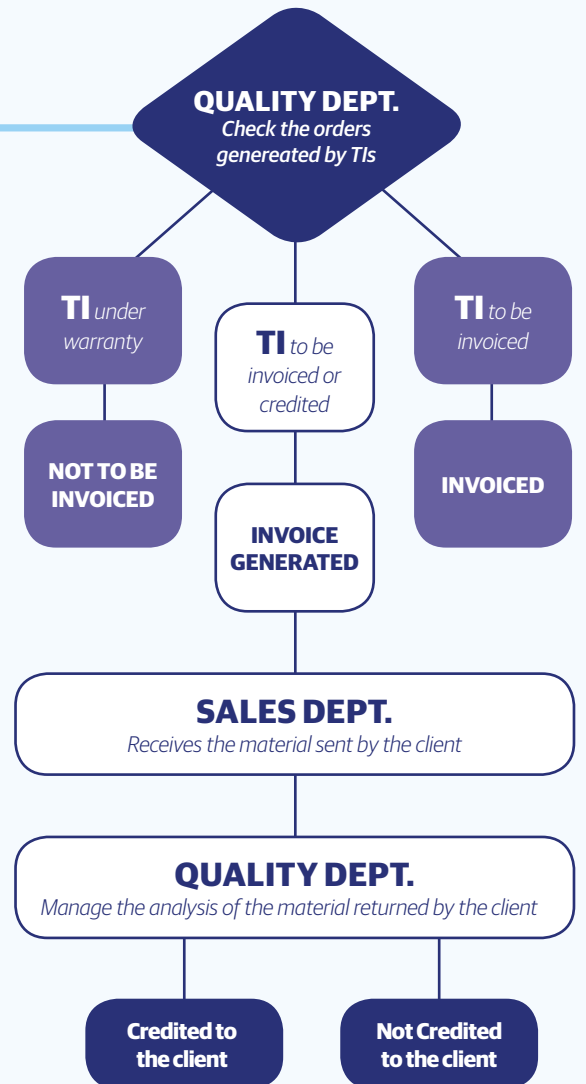 QUALITY DEPT.
Check the orders
genereated by TIs
TI under
warranty
TI to be
invoiced or
credited
TI to be
invoiced
NOT TO BE
INVOICED
INVOICED
INVOICE
GENERATED
SALES DEPT.
Receives the material sent by the client
QUALITY DEPT.
Manage the analysis of the material returned by the client
Credited to
the client
Not Credited
to the client